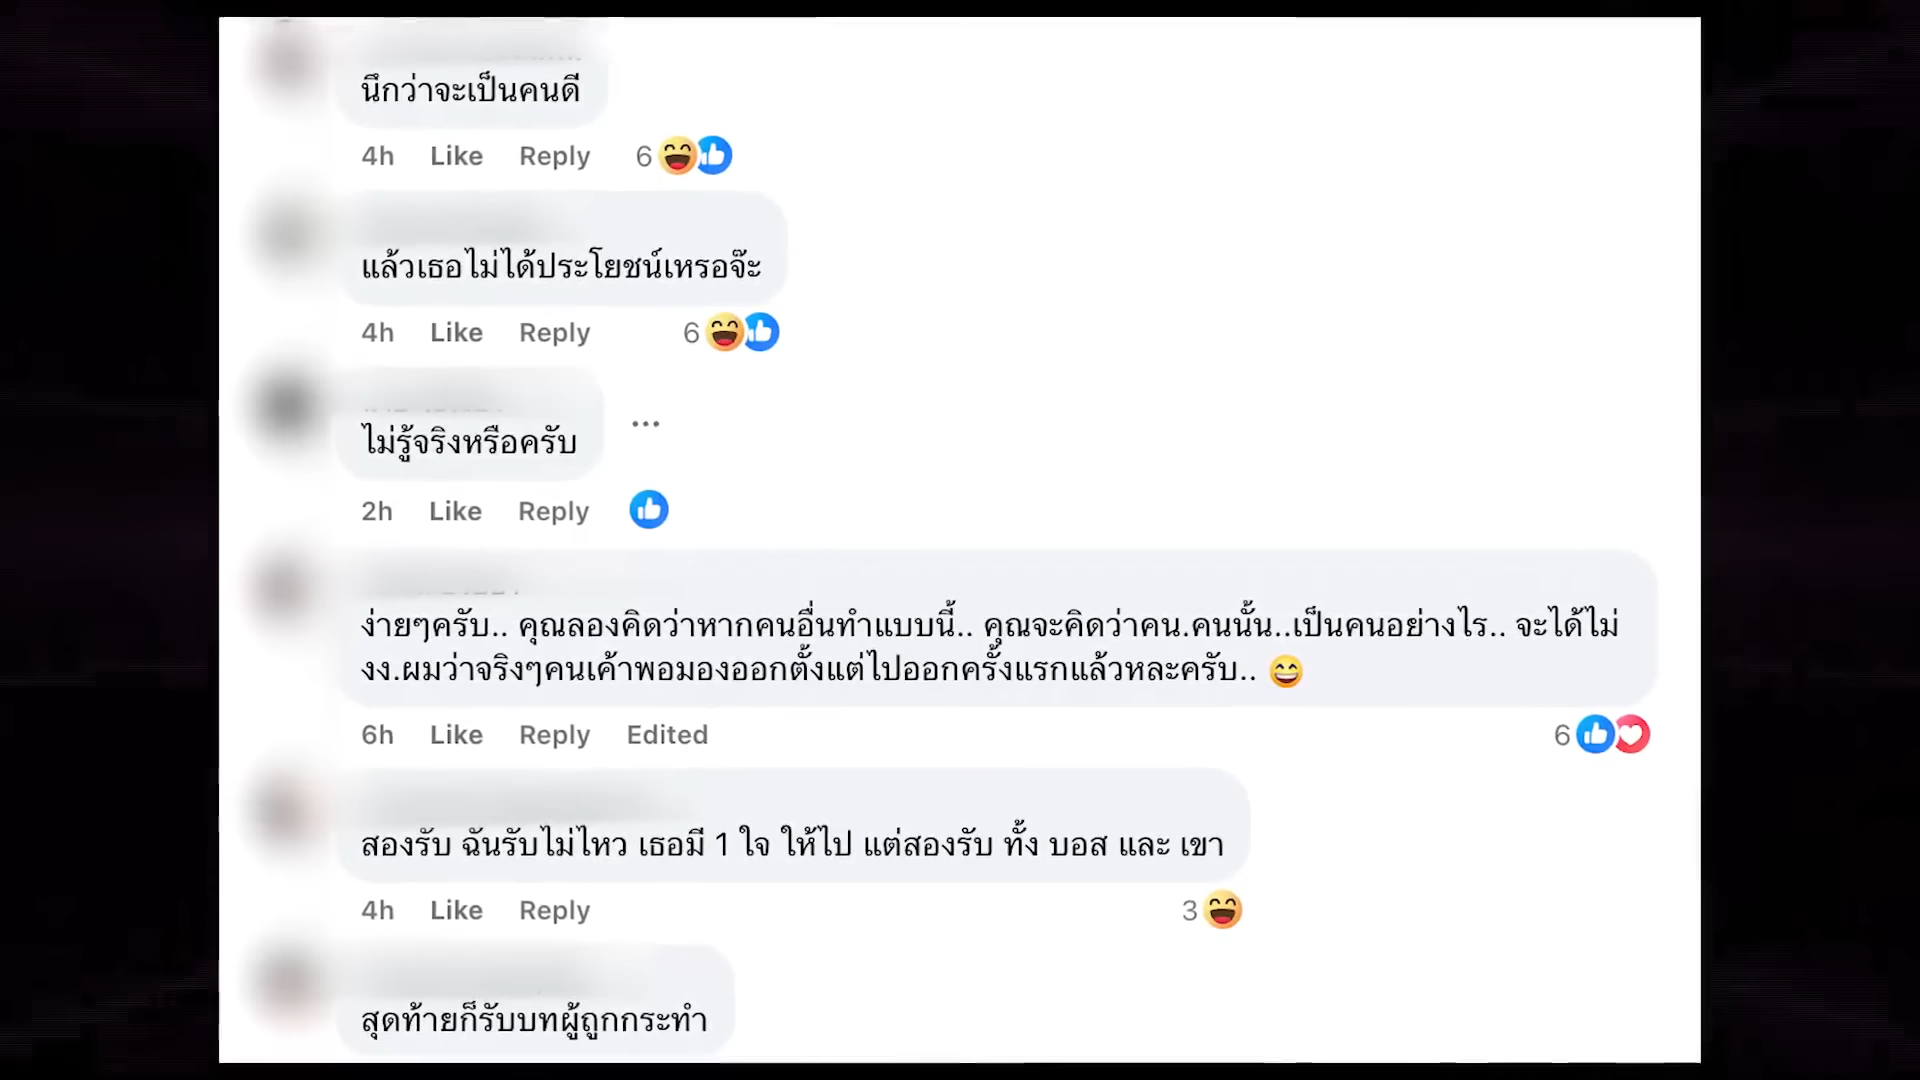 นึกว่าจะเป็นคนดี
4h Like Reply 6
แล้วเธอไม่ได้ประโยชน์เหรอจ๊ะ
4h Like Reply 6
ไม่รู้จริงหรือครับ
2h Like Reply
ง่ายๆครับ.. คุณลองคิดว่าหากคนอื่นทำแบบนี้.. คุณจะคิดว่าคน.คนนั้น..เป็นคนอย่างไร.. จะได้ไม่
งง.ผมว่าจริงๆคนเค้าพอมองออกตั้งแต่ไปออกครั้งแรกแล้วหละครับ.. 😄
6h Like Reply Edited 6
สองรับ ฉันรับไม่ไหว เธอมี 1 ใจ ให้ไป แต่สองรับ ทั้ง บอส และ เขา
4h Like Reply 3
สุดท้ายก็รับบทผู้ถูกกระทำ